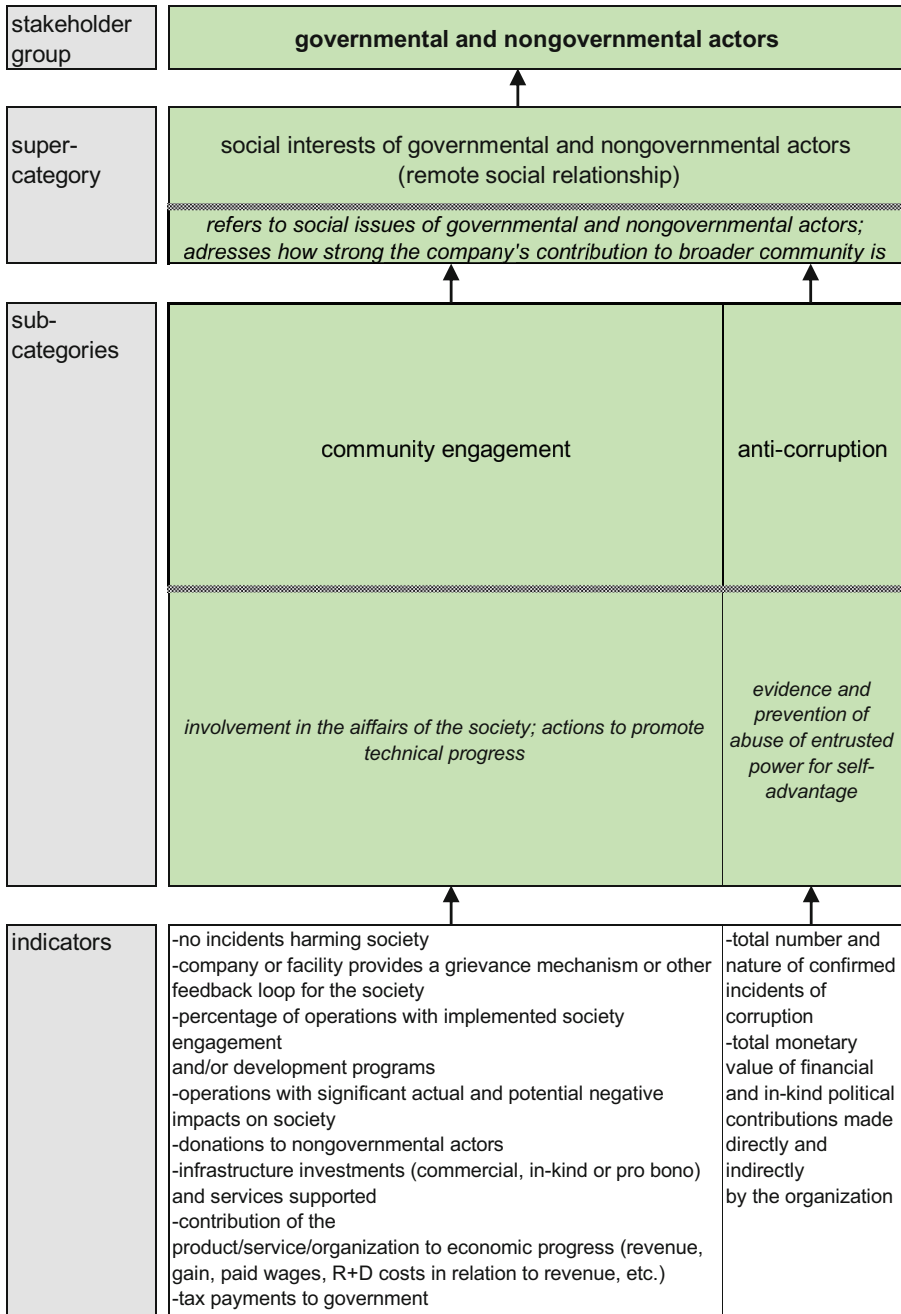 stakeholder
group
governmental and nongovernmental actors
super-
category
social interests of governmental and nongovernmental actors
(remote social relationship)
refers to social issues of governmental and nongovernmental actors;
adresses how strong the company's contribution to broader community is
sub-
categories
community engagement
anti-corruption
involvement in the aiffairs of the society; actions to promote
technical progress
evidence and
prevention of
abuse of entrusted
power for self-
advantage
indicators
-no incidents harming society
-company or facility provides a grievance mechanism or other
feedback loop for the society
-percentage of operations with implemented society
engagement
and/or development programs
-operations with significant actual and potential negative
impacts on society
-donations to nongovernmental actors
-infrastructure investments (commercial, in-kind or pro bono)
and services supported
-contribution of the
product/service/organization to economic progress (revenue,
gain, paid wages, R+D costs in relation to revenue, etc.)
-tax payments to government
-total number and
nature of confirmed
incidents of
corruption
-total monetary
value of financial
and in-kind political
contributions made
directly and
indirectly
by the organization